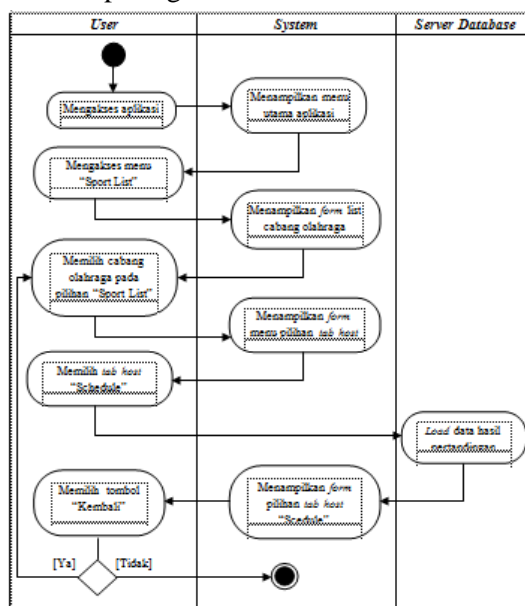 User
System
Server Database
Mengakses aplikasi
Menampilkan menu
utama aplikasi
Mengakses menu
“Sport List”
Menampilkan form list
cabang olahraga
Memilih cabang
olahraga pada
pilihan “Sport List”
Menampilkan form
menu pilihan tab host
Memilih tab host
“Schedule”
Load data hasil
pertandingan
Menampilkan form
pilihan tab host
“Scedule”
Memilih tombol
“Kembali”
[Ya]
[Tidak]